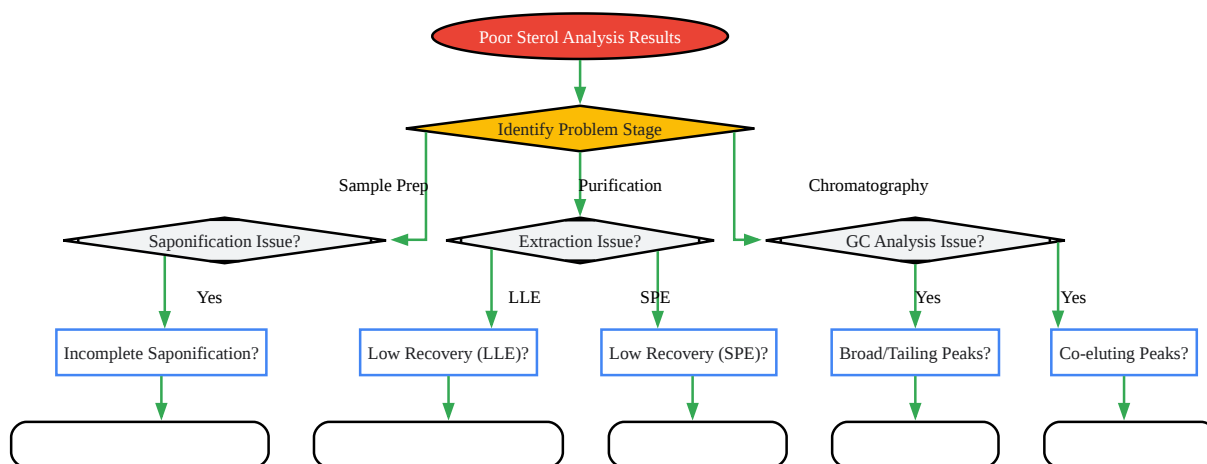 Poor Sterol Analysis Results
Identify Problem Stage
Sample Prep
Purification
Chromatography
Saponification Issue?
Extraction Issue?
GC Analysis Issue?
Yes
LLE
SPE
Yes
Yes
Incomplete Saponification?
Low Recovery (LLE)?
Low Recovery (SPE)?
Broad/Tailing Peaks?
Co-eluting Peaks?